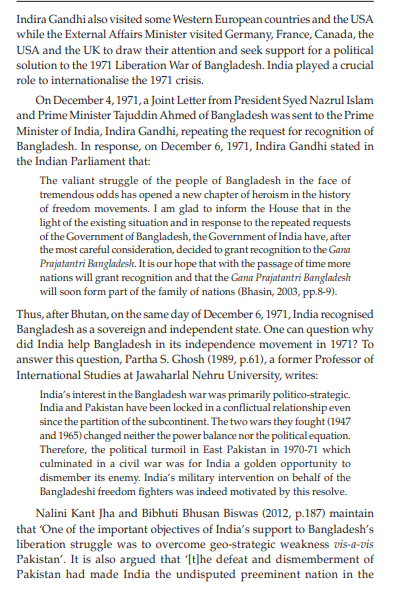 Indira Gandhi also visited some Western European countries and the USA
while the External Affairs Minister visited Germany, France, Canada, the
USA and the UK to draw their attention and seek support for a political
solution to the 1971 Liberation War of Bangladesh. India played a crucial
role to internationalise the 1971 crisis.
On December 4, 1971, a Joint Letter from President Syed Nazrul Islam
and Prime Minister Tajuddin Ahmed of Bangladesh was sent to the Prime
Minister of India, Indira Gandhi, repeating the request for recognition of
Bangladesh. In response, on December 6, 1971, Indira Gandhi stated in
the Indian Parliament that:
The valiant struggle of the people of Bangladesh in the face of
tremendous odds has opened a new chapter of heroism in the history
of freedom movements. I am glad to inform the House that in the
light of the existing situation and in response to the repeated requests
of the Government of Bangladesh, the Government of India have, after
the most careful consideration, decided to grant recognition to the Gana
Prajatantri Bangladesh. It is our hope that with the passage of time more
nations will grant recognition and that the Gana Prajatantri Bangladesh
will soon form part of the family of nations (Bhasin, 2003, pp.8-9).
Thus, after Bhutan, on the same day of December 6, 1971, India recognised
Bangladesh as a sovereign and independent state. One can question why
did India help Bangladesh in its independence movement in 1971? To
answer this question, Partha S. Ghosh (1989, p.61), a former Professor of
International Studies at Jawaharlal Nehru University, writes:
India's interest in the Bangladesh war was primarily politico-strategic.
India and Pakistan have been locked in a conflictual relationship even
since the partition of the subcontinent. The two wars they fought (1947
and 1965) changed neither the power balance nor the political equation.
Therefore, the political turmoil in East Pakistan in 1970-71 which
culminated in a civil war was for India a golden opportunity to
dismember its enemy. India's military intervention on behalf of the
Bangladeshi freedom fighters was indeed motivated by this resolve.
Nalini Kant Jha and Bibhuti Bhusan Biswas (2012, p.187) maintain
that 'One of the important objectives of India's support to Bangladesh's
liberation struggle was to overcome geo-strategic weakness vis-a-vis
Pakistan'. It is also argued that '[t]he defeat and dismemberment of
Pakistan had made India the undisputed preeminent nation in the